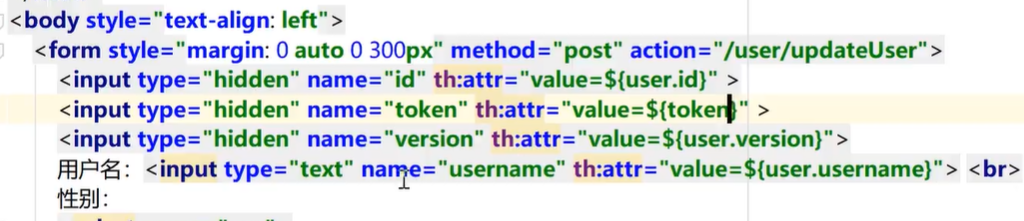 <body style="text-align: left">
<form style="margin: 0 auto 0 300px" method="post" action="/user/updateUser">
<input type="hidden" name="id" th:attr="value=${user.id}" >
<input type="hidden" name="token" th:attr="value=${token}" >
<input type="hidden" name="version" th:attr="value=${user.version}">
用户名：<input type="text" name="username" th:attr="value=${user.username}"> <br>
性别：